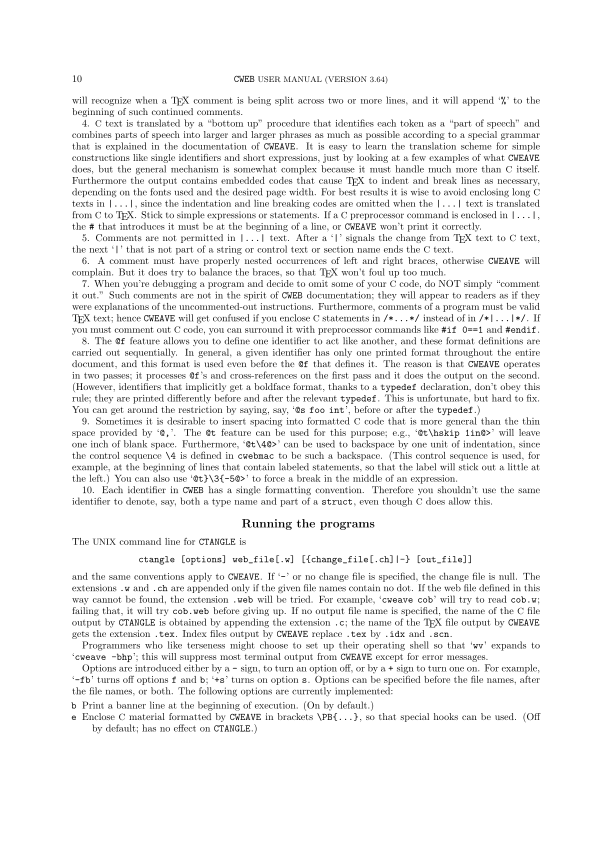 10 CWEB USER MANUAL (VERSION 3.64)
will recognize when a TEX comment is being split across two or more lines, and it will append ‘%’ to the
beginning of such continued comments.
4. C text is translated by a “bottom up” procedure that identifies each token as a “part of speech” and
combines parts of speech into larger and larger phrases as much as possible according to a special grammar
that is explained in the documentation of CWEAVE. It is easy to learn the translation scheme for simple
constructions like single identifiers and short expressions, just by looking at a few examples of what CWEAVE
does, but the general mechanism is somewhat complex because it must handle much more than C itself.
Furthermore the output contains embedded codes that cause TEX to indent and break lines as necessary,
depending on the fonts used and the desired page width. For best results it is wise to avoid enclosing long C
texts in |...|, since the indentation and line breaking codes are omitted when the |...| text is translated
from C to TEX. Stick to simple expressions or statements. If a C preprocessor command is enclosed in |...|,
the # that introduces it must be at the beginning of a line, or CWEAVE won’t print it correctly.
5. Comments are not permitted in |...| text. After a ‘|’ signals the change from TEX text to C text,
the next ‘|’ that is not part of a string or control text or section name ends the C text.
6. A comment must have properly nested occurrences of left and right braces, otherwise CWEAVE will
complain. But it does try to balance the braces, so that TEX won’t foul up too much.
7. When you’re debugging a program and decide to omit some of your C code, do NOT simply “comment
it out.” Such comments are not in the spirit of CWEB documentation; they will appear to readers as if they
were explanations of the uncommented-out instructions. Furthermore, comments of a program must be valid
TEX text; hence CWEAVE will get confused if you enclose C statements in /*...*/ instead of in /*|...|*/. If
you must comment out C code, you can surround it with preprocessor commands like #if 0==1 and #endif.
8. The @f feature allows you to define one identifier to act like another, and these format definitions are
carried out sequentially. In general, a given identifier has only one printed format throughout the entire
document, and this format is used even before the @f that defines it. The reason is that CWEAVE operates
in two passes; it processes @f’s and cross-references on the first pass and it does the output on the second.
(However, identifiers that implicitly get a boldface format, thanks to a typedef declaration, don’t obey this
rule; they are printed differently before and after the relevant typedef. This is unfortunate, but hard to fix.
You can get around the restriction by saying, say, ‘@s foo int’, before or after the typedef.)
9. Sometimes it is desirable to insert spacing into formatted C code that is more general than the thin
space provided by ‘@,’. The @t feature can be used for this purpose; e.g., ‘@t\hskip 1in@>’ will leave
one inch of blank space. Furthermore, ‘@t\4@>’ can be used to backspace by one unit of indentation, since
the control sequence \4 is defined in cwebmac to be such a backspace. (This control sequence is used, for
example, at the beginning of lines that contain labeled statements, so that the label will stick out a little at
the left.) You can also use ‘@t}\3{-5@>’ to force a break in the middle of an expression.
10. Each identifier in CWEB has a single formatting convention. Therefore you shouldn’t use the same
identifier to denote, say, both a type name and part of a struct, even though C does allow this.
Running the programs
The UNIX command line for CTANGLE is
ctangle [options] web_file[.w] [{change_file[.ch]|-} [out_file]]
and the same conventions apply to CWEAVE. If ‘-’ or no change file is specified, the change file is null. The
extensions .w and .ch are appended only if the given file names contain no dot. If the web file defined in this
way cannot be found, the extension .web will be tried. For example, ‘cweave cob’ will try to read cob.w;
failing that, it will try cob.web before giving up. If no output file name is specified, the name of the C file
output by CTANGLE is obtained by appending the extension .c; the name of the TEX file output by CWEAVE
gets the extension .tex. Index files output by CWEAVE replace .tex by .idx and .scn.
Programmers who like terseness might choose to set up their operating shell so that ‘wv’ expands to
‘cweave -bhp’; this will suppress most terminal output from CWEAVE except for error messages.
Options are introduced either by a - sign, to turn an option off, or by a + sign to turn one on. For example,
‘-fb’ turns off options f and b; ‘+s’ turns on option s. Options can be specified before the file names, after
the file names, or both. The following options are currently implemented:
b Print a banner line at the beginning of execution. (On by default.)
e Enclose C material formatted by CWEAVE in brackets \PB{...}, so that special hooks can be used. (Off
by default; has no effect on CTANGLE.)